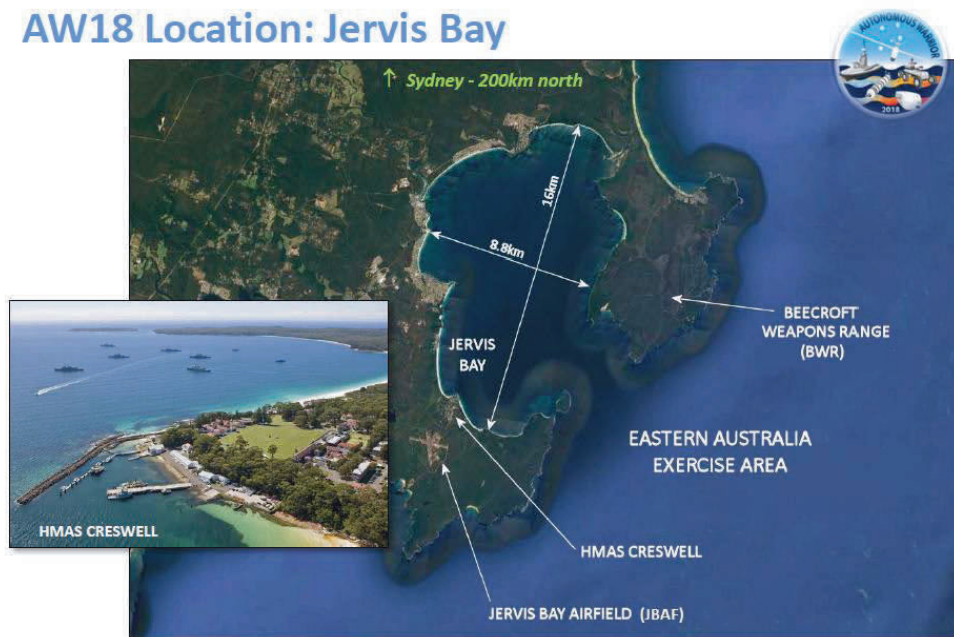 AW18 Location: Jervis Bay
AUTONOMOUS WARRIOR
2018
↑ Sydney - 200km north
16km
8.8km
BEECROFT
WEAPONS RANGE
(BWR)
JERVIS
BAY
EASTERN AUSTRALIA
EXERCISE AREA
HMAS CRESWELL
HMAS CRESWELL
JERVIS BAY AIRFIELD (JBAF)